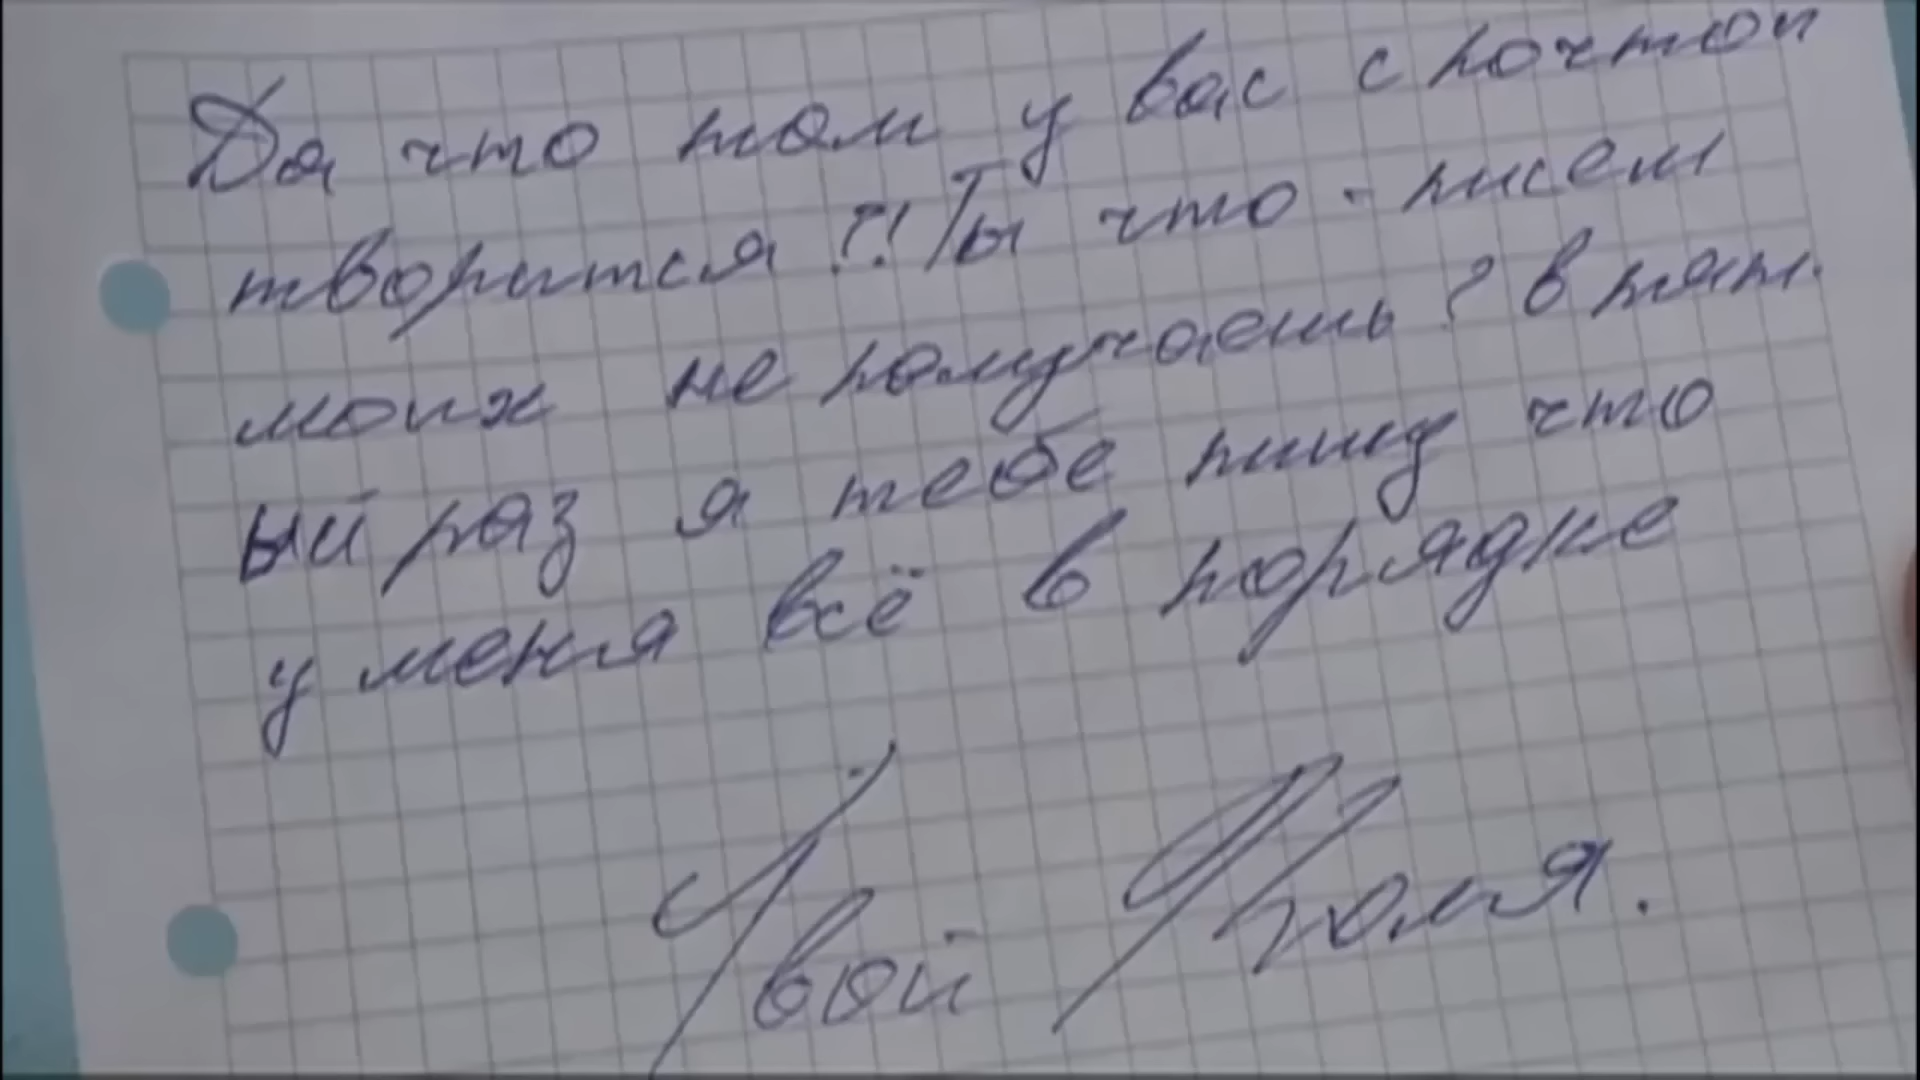 Да что там у вас с почтой
творится?! Ты что - писем
моих не получаешь? в пят.
ый раз я тебе пишу что
у меня всё в порядке
Твой Коля.